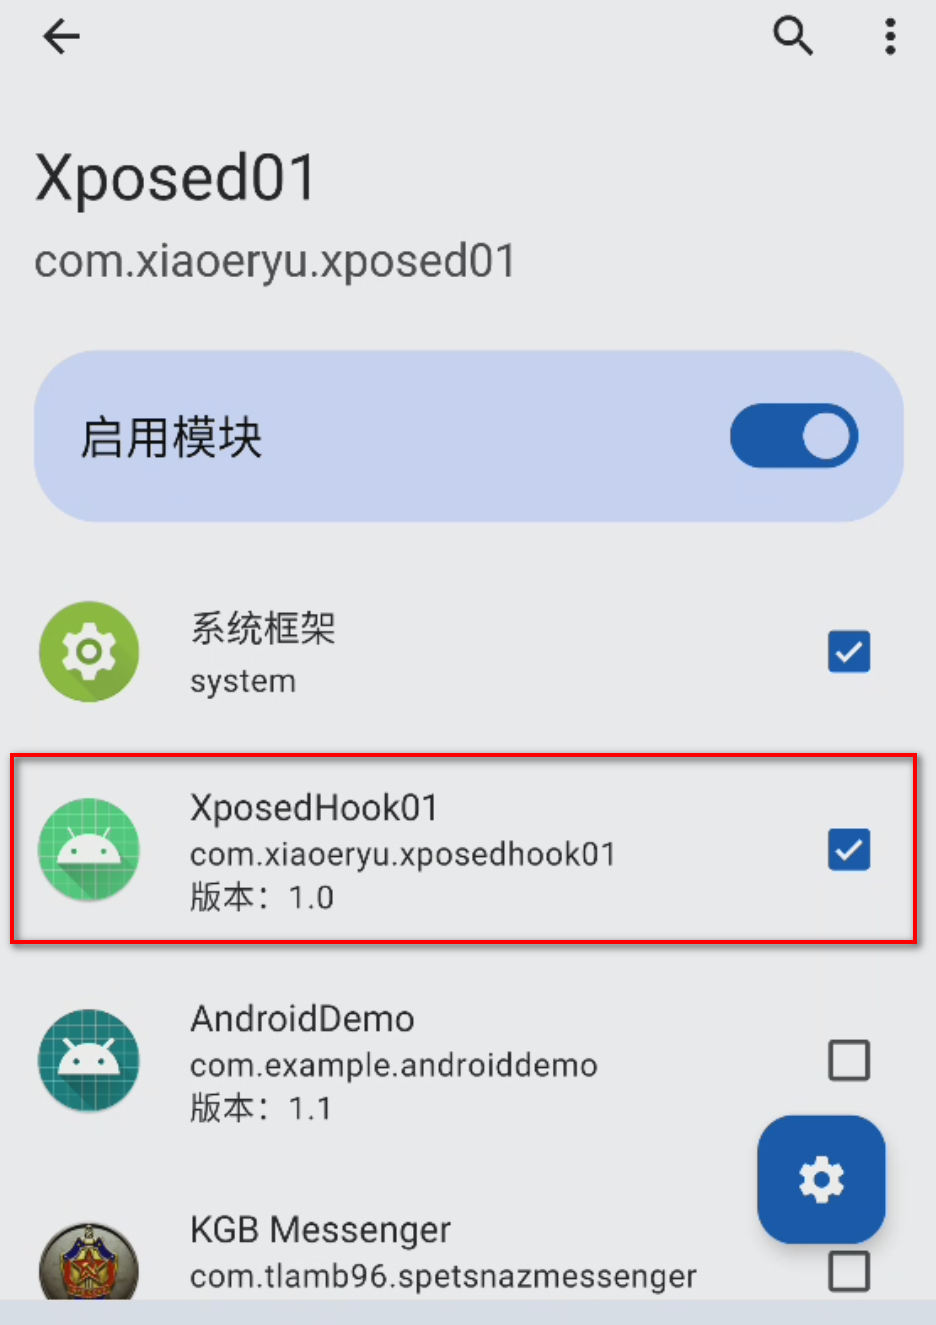 Xposed01
com.xiaoeryu.xposed01
启用模块
系统框架
system
XposedHook01
com.xiaoeryu.xposedhook01
版本：1.0
AndroidDemo
com.example.androiddemo
版本：1.1
KGB Messenger
com.tlamb96.spetsnazmessenger